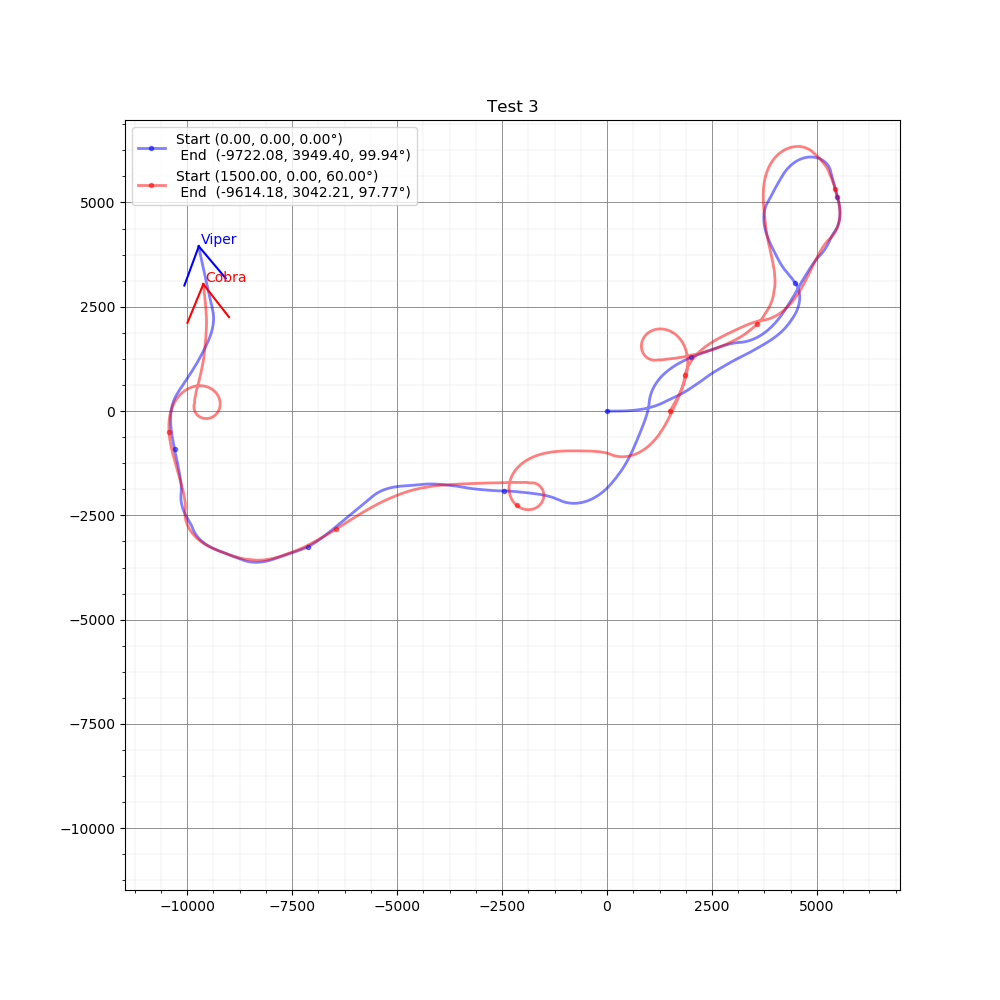 Test 3
Start (0.00, 0.00, 0.00°)
End (-9722.08, 3949.40, 99.94°)
Start (1500.00, 0.00, 60.00°)
End (-9614.18, 3042.21, 97.77°)
5000
Viper
Cobra
2500
0
−2500
−5000
−7500
−10000
−10000 −7500 −5000 −2500 0 2500 5000